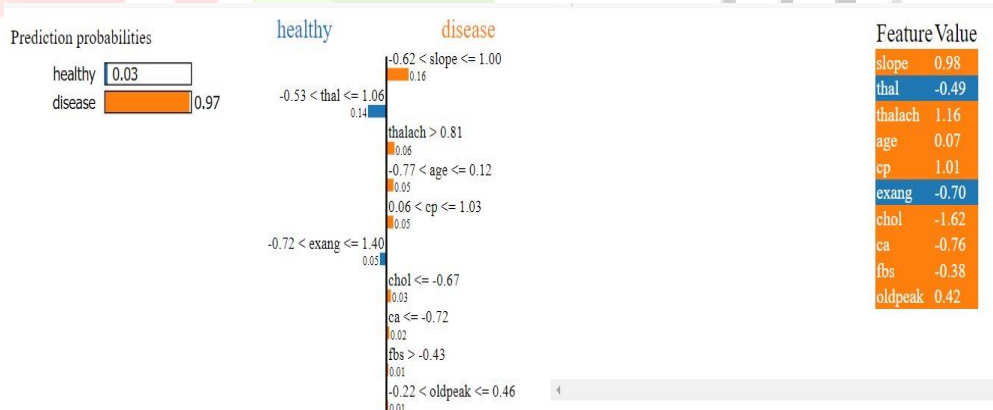 Prediction probabilities
healthy 0.03
disease 0.97
healthy disease
-0.62 < slope <= 1.00
0.16
-0.53 < thal <= 1.06
0.14
thalach > 0.81
0.06
-0.77 < age <= 0.12
0.05
0.06 < cp <= 1.03
0.05
-0.72 < exang <= 1.40
0.05
chol <= -0.67
0.03
ca <= -0.72
0.02
fbs > -0.43
0.01
-0.22 < oldpeak <= 0.46
0.01
Feature Value
slope 0.98
thal -0.49
thalach 1.16
age 0.07
cp 1.01
exang -0.70
chol -1.62
ca -0.76
fbs -0.38
oldpeak 0.42